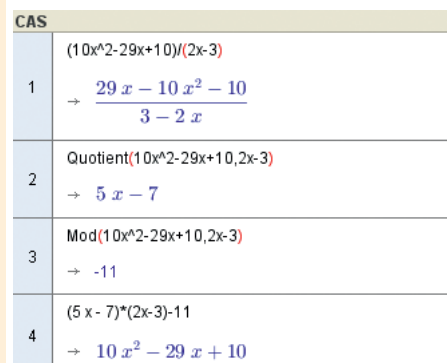 CAS
1
(10x^2-29x+10)/(2x-3)
→ (29 x – 10 x² – 10)/(3 – 2 x)
2
Quotient(10x^2-29x+10,2x-3)
→ 5 x – 7
3
Mod(10x^2-29x+10,2x-3)
→ -11
4
(5 x - 7)*(2x-3)-11
→ 10 x² – 29 x + 10